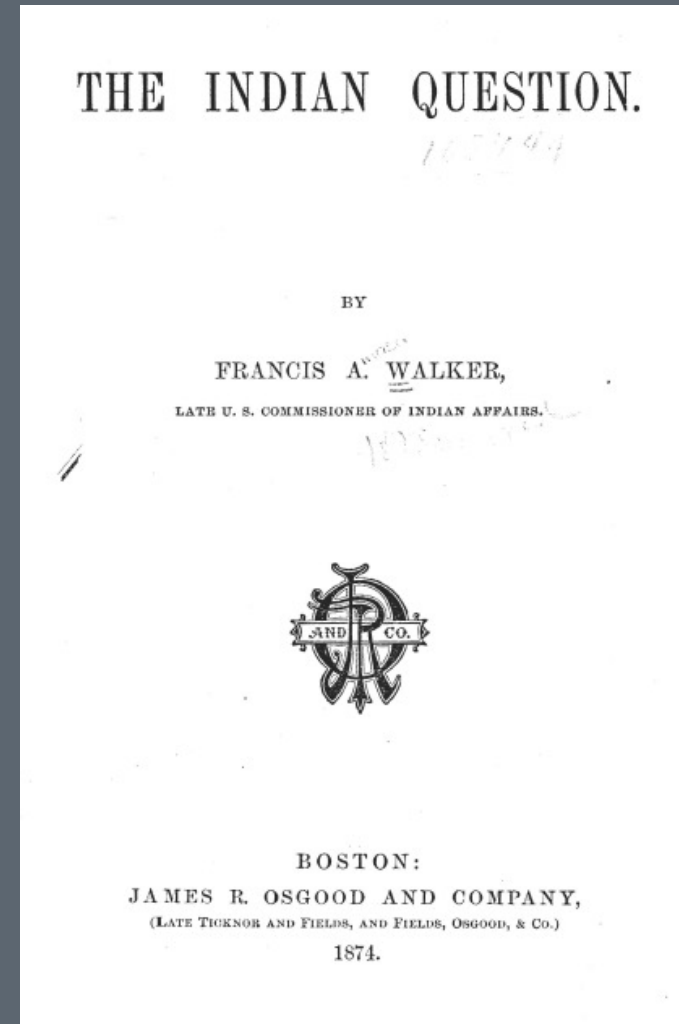 THE INDIAN QUESTION.
BY
FRANCIS A. WALKER,
LATE U. S. COMMISSIONER OF INDIAN AFFAIRS.
AND CO.
BOSTON:
JAMES R. OSGOOD AND COMPANY,
(LATE TICKNOR AND FIELDS, AND FIELDS, OSGOOD, & CO.)
1874.